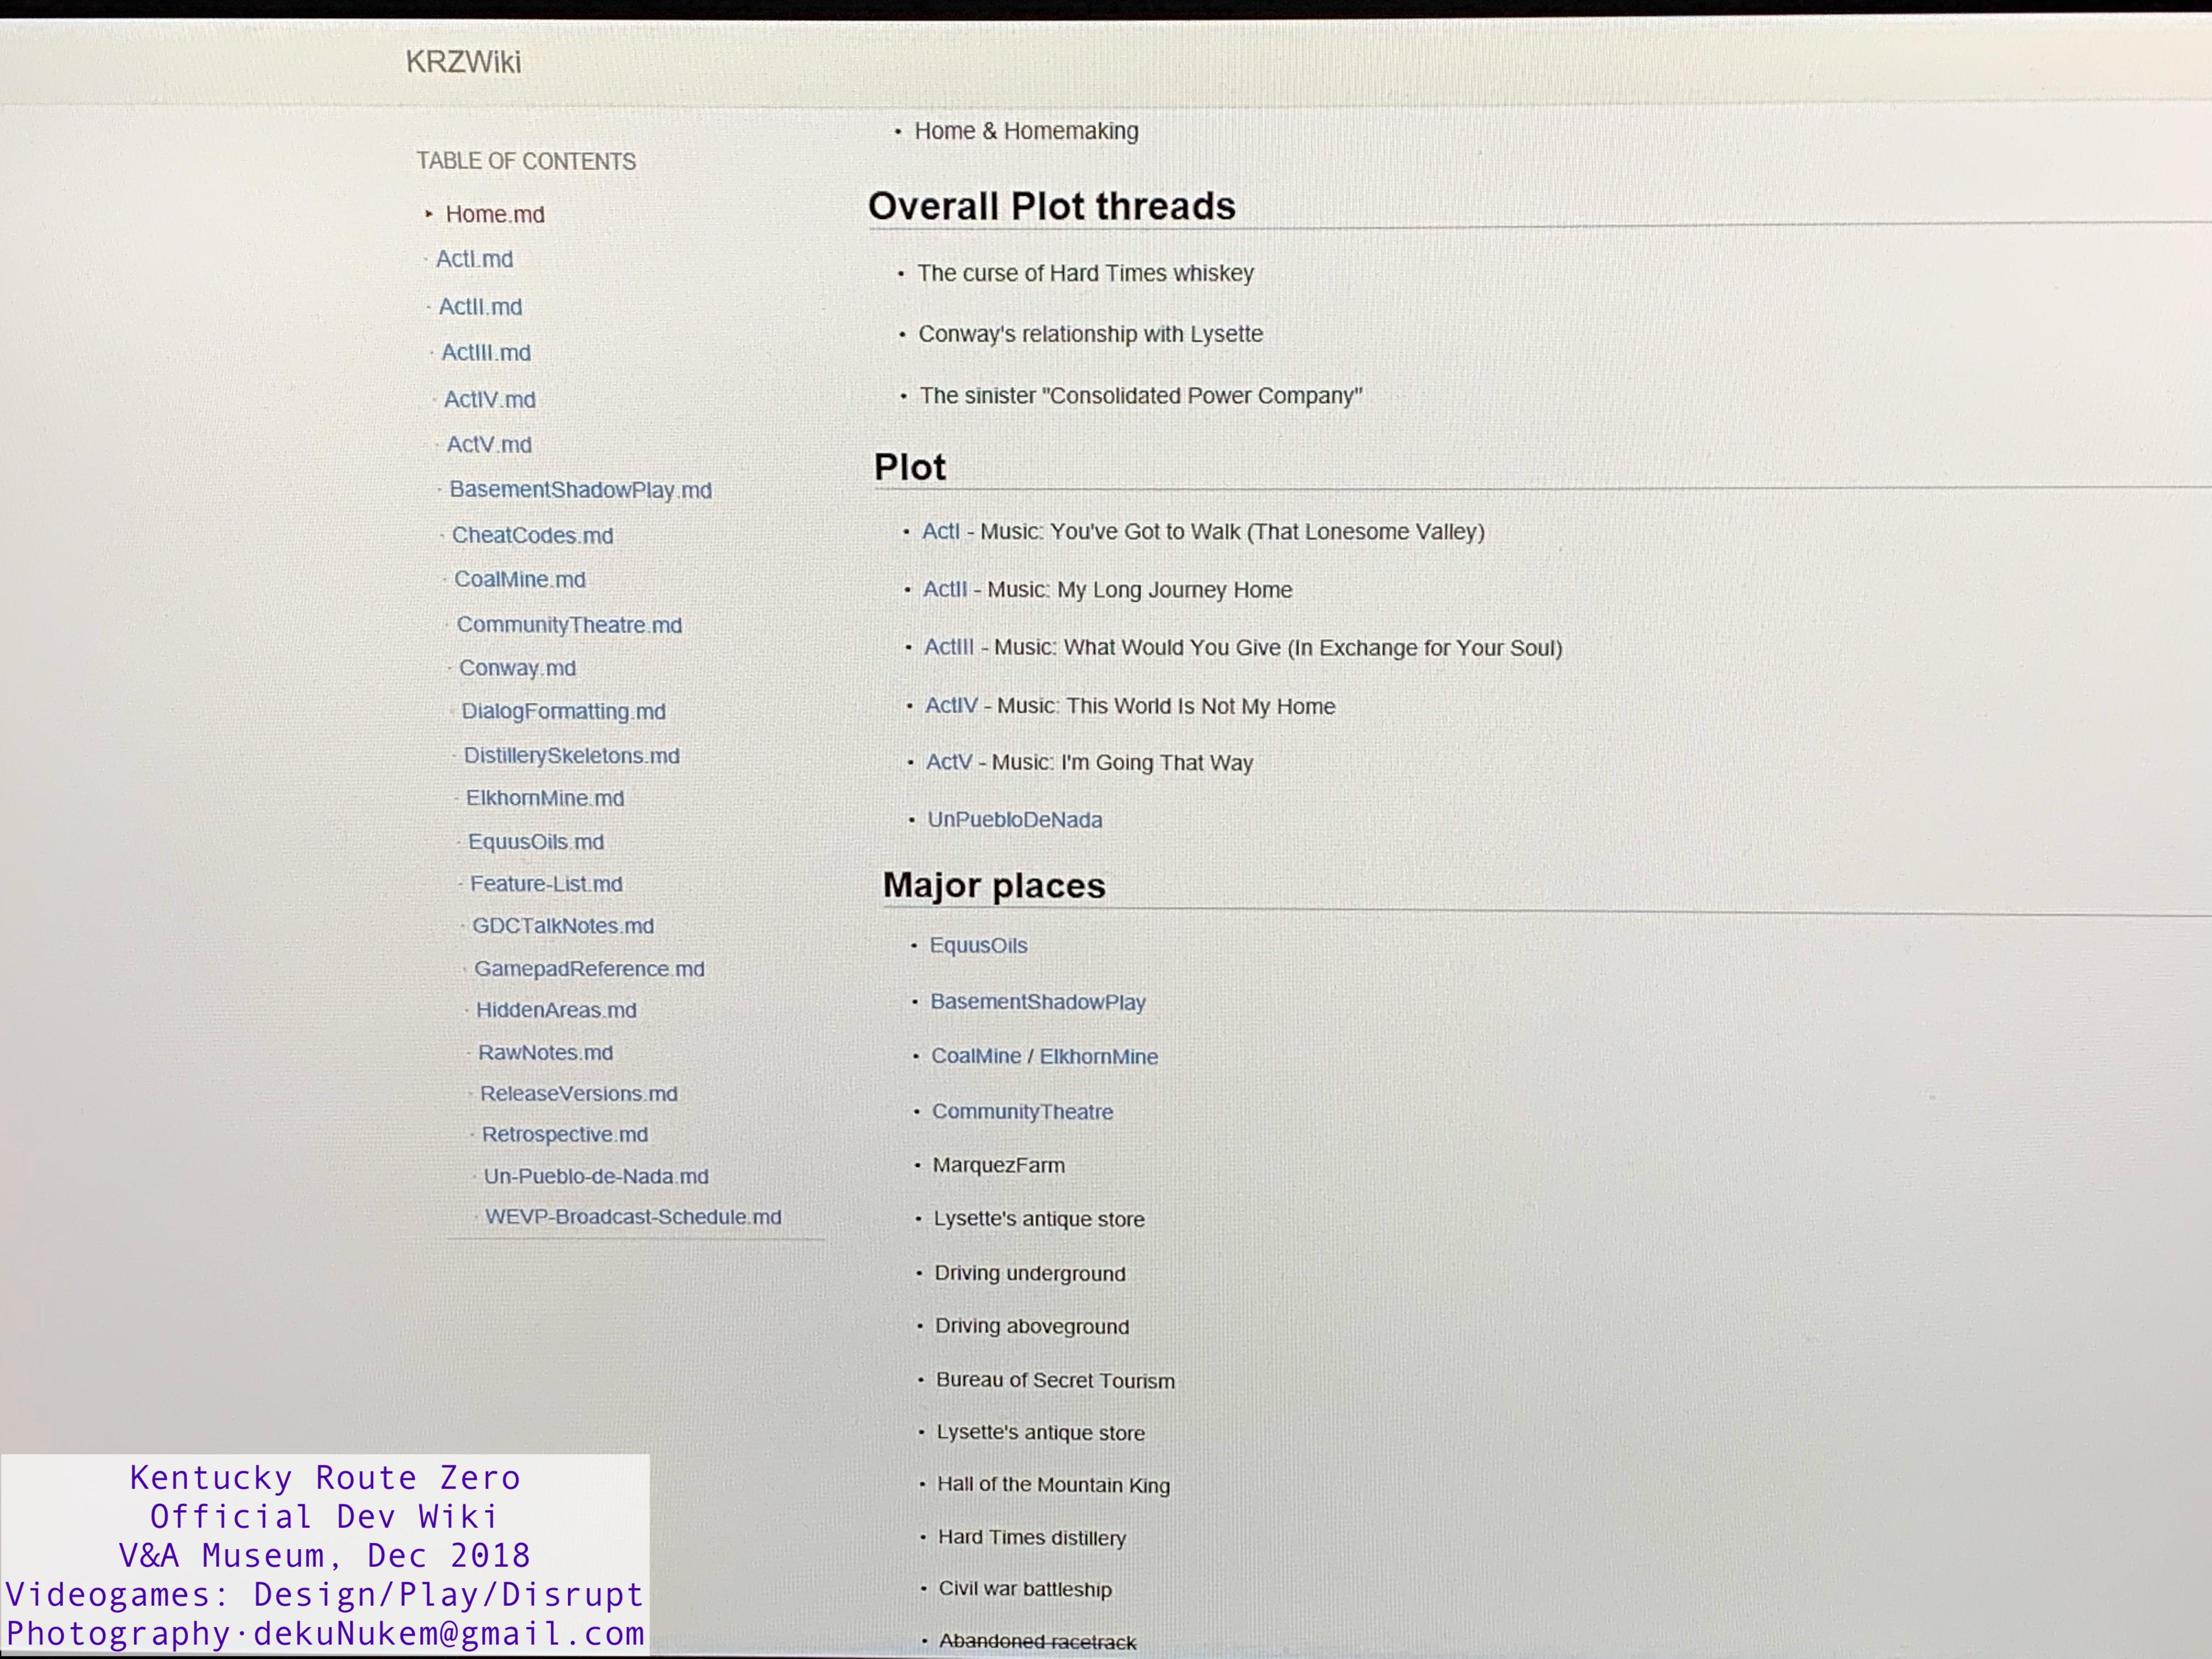 KRZWiki
TABLE OF CONTENTS
▸ Home.md
· ActI.md
· ActII.md
· ActIII.md
· ActIV.md
· ActV.md
· BasementShadowPlay.md
· CheatCodes.md
· CoalMine.md
· CommunityTheatre.md
· Conway.md
· DialogFormatting.md
· DistillerySkeletons.md
· ElkhornMine.md
· EquusOils.md
· Feature-List.md
· GDCTalkNotes.md
· GamepadReference.md
· HiddenAreas.md
· RawNotes.md
· ReleaseVersions.md
· Retrospective.md
· Un-Pueblo-de-Nada.md
· WEVP-Broadcast-Schedule.md
• Home & Homemaking
Overall Plot threads
• The curse of Hard Times whiskey
• Conway's relationship with Lysette
• The sinister "Consolidated Power Company"
Plot
• ActI - Music: You've Got to Walk (That Lonesome Valley)
• ActII - Music: My Long Journey Home
• ActIII - Music: What Would You Give (In Exchange for Your Soul)
• ActIV - Music: This World Is Not My Home
• ActV - Music: I'm Going That Way
• UnPuebloDeNada
Major places
• EquusOils
• BasementShadowPlay
• CoalMine / ElkhornMine
• CommunityTheatre
• MarquezFarm
• Lysette's antique store
• Driving underground
• Driving aboveground
• Bureau of Secret Tourism
• Lysette's antique store
• Hall of the Mountain King
• Hard Times distillery
• Civil war battleship
• Abandoned racetrack
Kentucky Route Zero
Official Dev Wiki
V&A Museum, Dec 2018
Videogames: Design/Play/Disrupt
Photography·dekuNukem@gmail.com